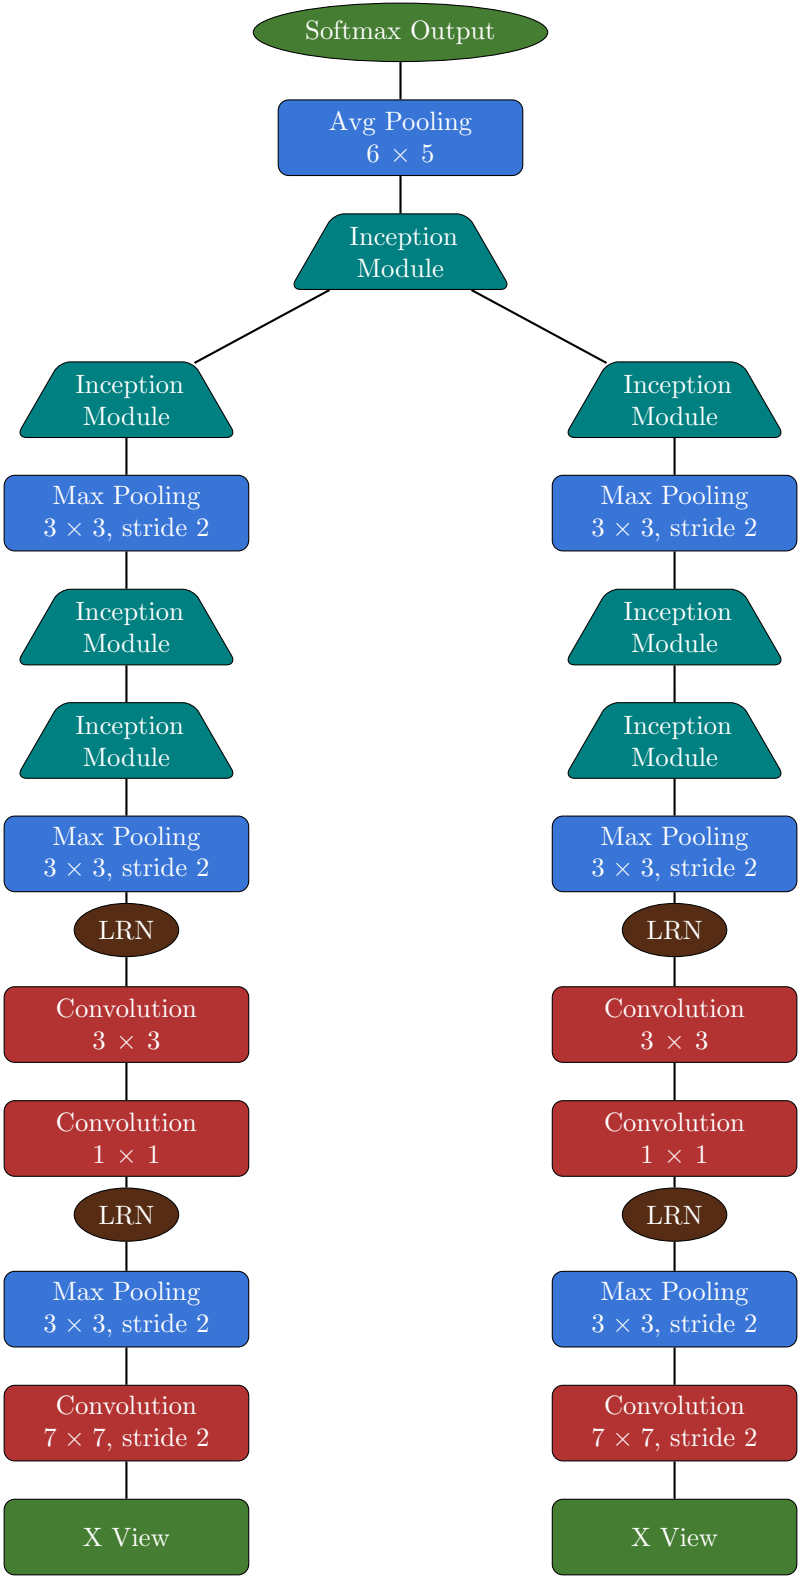 Softmax Output
Avg Pooling
6 × 5
Inception
Module
Inception
Module
Max Pooling
3 × 3, stride 2
Inception
Module
Inception
Module
Max Pooling
3 × 3, stride 2
LRN
Convolution
3 × 3
Convolution
1 × 1
LRN
Max Pooling
3 × 3, stride 2
Convolution
7 × 7, stride 2
X View
Inception
Module
Max Pooling
3 × 3, stride 2
Inception
Module
Inception
Module
Max Pooling
3 × 3, stride 2
LRN
Convolution
3 × 3
Convolution
1 × 1
LRN
Max Pooling
3 × 3, stride 2
Convolution
7 × 7, stride 2
X View